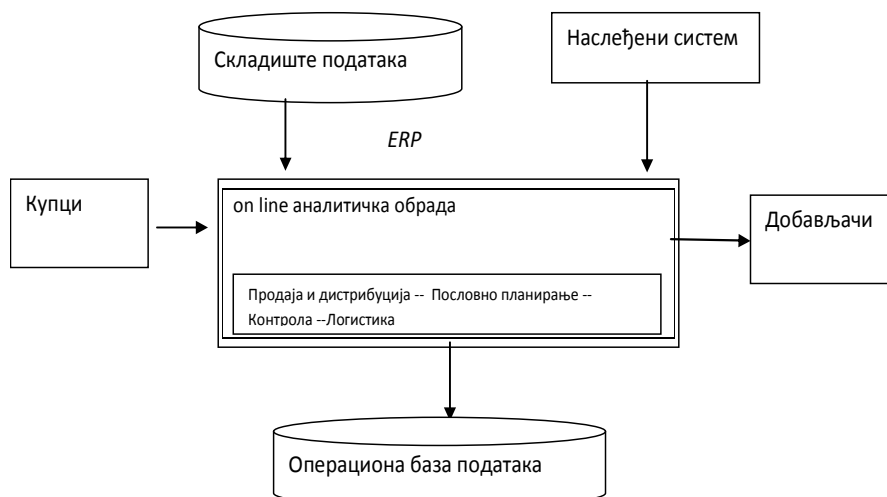 Складиште података
Наслеђени систем
ERP
Купци
on line аналитичка обрада
Добављачи
Продаја и дистрибуција -- Пословно планирање --
Контрола --Логистика
Операциона база података